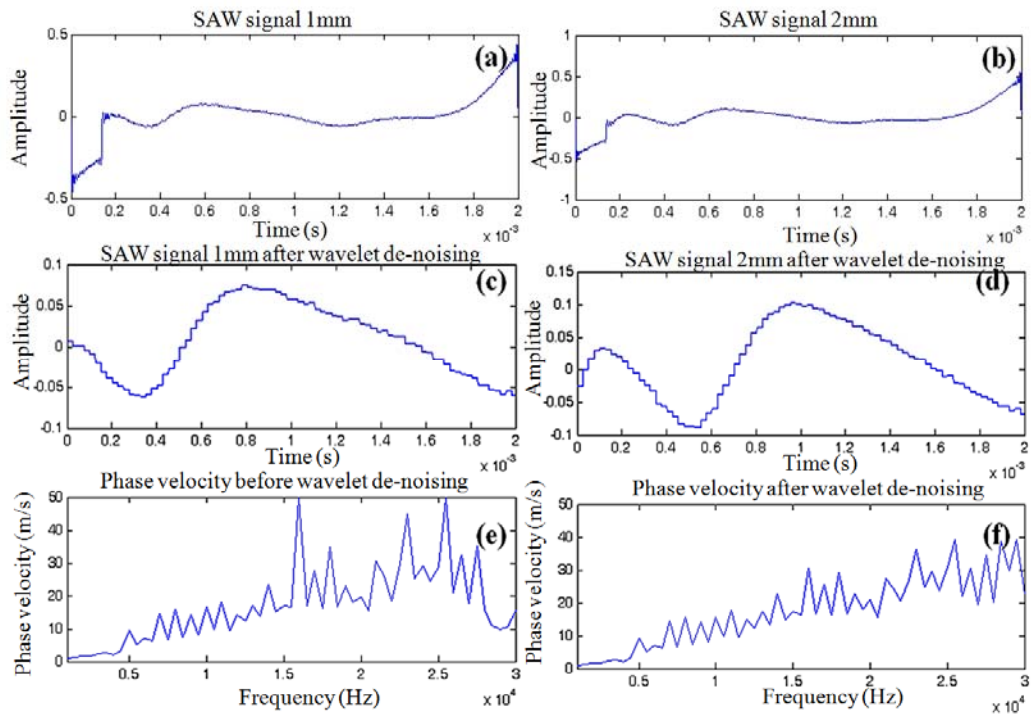 SAW signal 1mm
(a)
Amplitude
0.5
0
-0.5
0 0.2 0.4 0.6 0.8 1 1.2 1.4 1.6 1.8 2
Time (s)
x 10⁻³
SAW signal 2mm
(b)
Amplitude
1
0.5
0
-0.5
-1
0 0.2 0.4 0.6 0.8 1 1.2 1.4 1.6 1.8 2
Time (s)
x 10⁻³
SAW signal 1mm after wavelet de-noising
(c)
Amplitude
0.1
0.05
0
-0.05
-0.1
0 0.2 0.4 0.6 0.8 1 1.2 1.4 1.6 1.8 2
Time (s)
x 10⁻³
SAW signal 2mm after wavelet de-noising
(d)
Amplitude
0.15
0.10
0.05
0
-0.05
-0.1
0 0.2 0.4 0.6 0.8 1 1.2 1.4 1.6 1.8 2
Time (s)
x 10⁻³
Phase velocity before wavelet de-noising
(e)
Phase velocity (m/s)
50
40
30
20
10
0
0.5 1 1.5 2 2.5 3
Frequency (Hz)
x 10⁴
Phase velocity after wavelet de-noising
(f)
Phase velocity (m/s)
50
40
30
20
10
0
0.5 1 1.5 2 2.5 3
Frequency (Hz)
x 10⁴